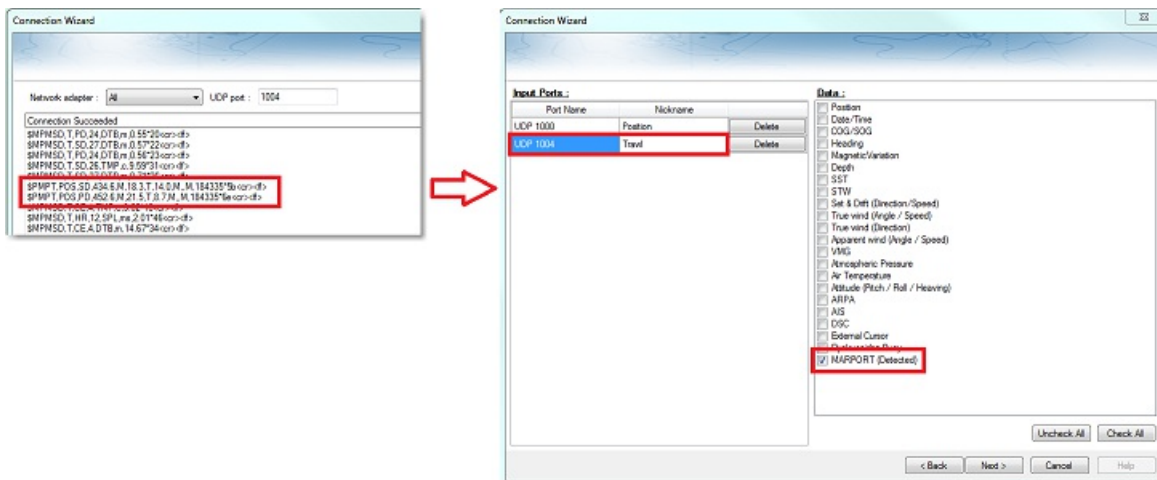 Connection Wizard
Network adapter : All UDP port : 1004
Connection Succeeded
$MPMSD,T,PD,24,DTB,m,0.55*20<cr><lf>
$MPMSD,T,SD,27,DTB,m,0.57*22<cr><lf>
$MPMSD,T,PD,24,DTB,m,0.56*23<cr><lf>
$MPMSD,T,SD,26,TMP,c,9.59*31<cr><lf>
$PMPT,POS,SD,434.6,M,18.3,T,14.0,M,,M,184335*5b<cr><lf>
$PMPT,POS,PD,452.6,M,21.5,T,8.7,M,,M,184335*6e<cr><lf>
$MPMSD,T,HR,12,SPL,ms,2.01*46<cr><lf>
$MPMSD,T,CE,A,DTB,m,14.67*34<cr><lf>
Connection Wizard
Input Ports :
Port Name Nickname
UDP 1000 Position Delete
UDP 1004 Trawl Delete
Data :
Position
Date/Time
COG/SOG
Heading
Magnetic Variation
Depth
SST
STW
Set & Drift (Direction/Speed)
True wind (Angle / Speed)
True wind (Direction)
Apparent wind (Angle / Speed)
VMG
Atmospheric Pressure
Air Temperature
Attitude (Pitch / Roll / Heaving)
ARPA
AIS
DSC
External Cursor
MARPORT (Detected)
Uncheck All Check All
< Back Next > Cancel Help